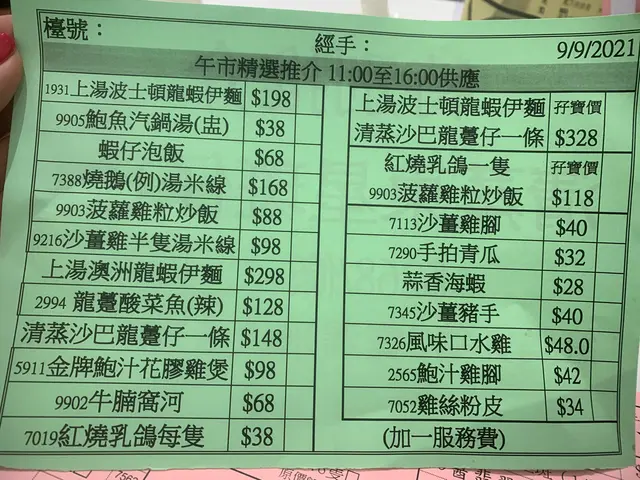 檯號：
經手：
9/9/2021
午市精選推介 11:00至16:00供應
1931上湯波士頓龍蝦伊麵 $198
9905鮑魚汽鍋湯(盅) $38
蝦仔泡飯 $68
7388燒鵝(例)湯米線 $168
9903菠蘿雞粒炒飯 $88
9216沙薑雞半隻湯米線 $98
上湯澳洲龍蝦伊麵 $298
2994 龍躉酸菜魚(辣) $128
清蒸沙巴龍躉仔一條 $148
5911金牌鮑汁花膠雞煲 $98
9902牛腩窩河 $68
7019紅燒乳鴿每隻 $38
上湯波士頓龍蝦伊麵 孖寶價
清蒸沙巴龍躉仔一條 $328
紅燒乳鴿一隻 孖寶價
9903菠蘿雞粒炒飯 $118
7113沙薑雞腳 $40
7290手拍青瓜 $32
蒜香海蝦 $28
7345沙薑豬手 $40
7326風味口水雞 $48.0
2565鮑汁雞腳 $42
7052雞絲粉皮 $34
(加一服務費)